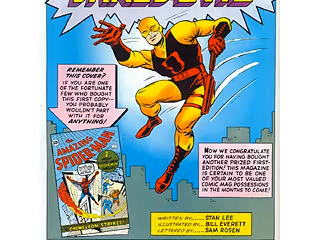 DAREDEVIL
REMEMBER
THIS COVER?
IF YOU ARE ONE
OF THE FORTUNATE
FEW WHO BOUGHT
THIS FIRST COPY--
YOU PROBABLY
WOULDN'T PART
WITH IT FOR
ANYTHING!
THE AMAZING
SPIDER-MAN
CHAMELEON STRIKES!
NOW WE CONGRATULATE
YOU FOR HAVING BOUGHT
ANOTHER PRIZED FIRST-
EDITION! THIS MAGAZINE
IS CERTAIN TO BE ONE
OF YOUR MOST VALUED
COMIC MAG POSSESSIONS
IN THE MONTHS TO COME!
WRITTEN BY...... STAN LEE
ILLUSTRATED BY... BILL EVERETT
LETTERED BY...... SAM ROSEN